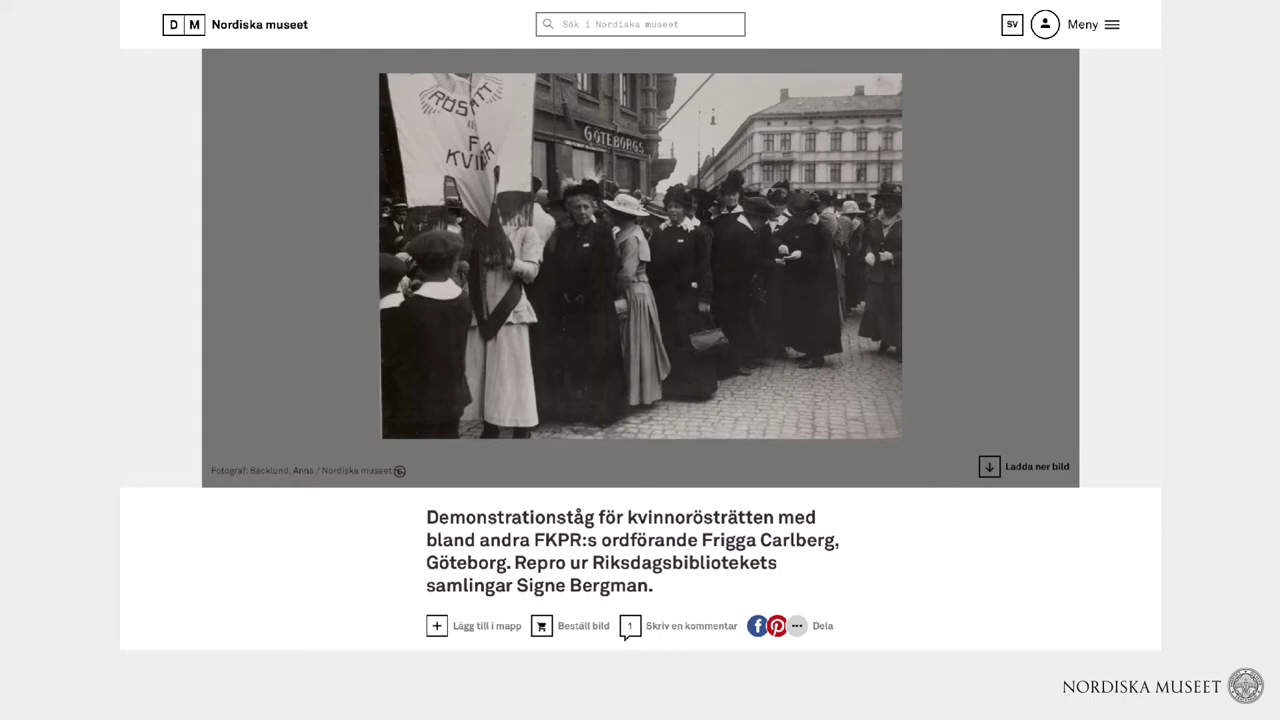 D M Nordiska museet
Sök i Nordiska museet
SV
Meny
RÖSTRÄTT
FÖR
KVINNOR
GÖTEBORGS
Fotograf: Backlund, Anna / Nordiska museet
Ladda ner bild
Demonstrationståg för kvinnorösträtten med
bland andra FKPR:s ordförande Frigga Carlberg,
Göteborg. Repro ur Riksdagsbibliotekets
samlingar Signe Bergman.
+ Lägg till i mapp
Beställ bild
1 Skriv en kommentar
Dela
NORDISKA MUSEET